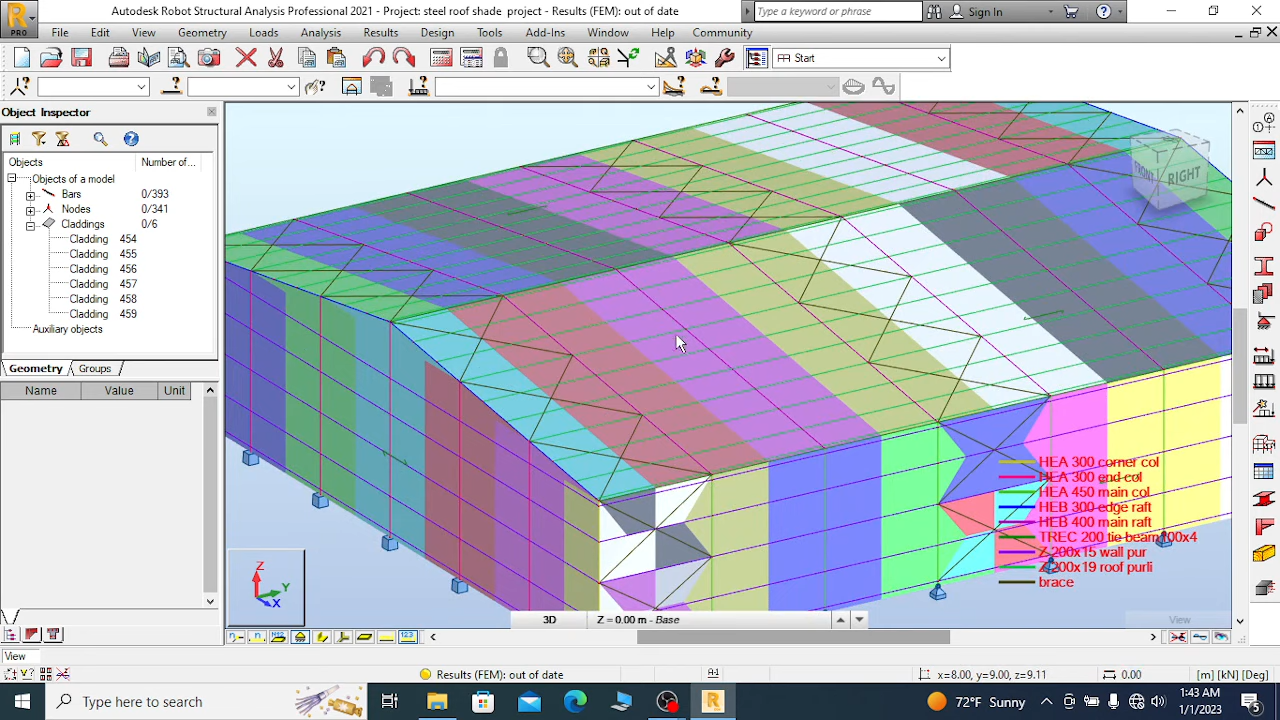 Autodesk Robot Structural Analysis Professional 2021 - Project: steel roof shade project - Results (FEM): out of date
Type a keyword or phrase
Sign In
PRO
File Edit View Geometry Loads Analysis Results Design Tools Add-Ins Window Help Community
Start
Object Inspector
Objects Number of...
Objects of a model
Bars 0/393
Nodes 0/341
Claddings 0/6
Cladding 454
Cladding 455
Cladding 456
Cladding 457
Cladding 458
Cladding 459
Auxiliary objects
Geometry Groups
Name Value Unit
FRONT RIGHT
HEA 300 corner col
HEA 300 end col
HEA 450 main col
HEB 300 edge raft
HEB 400 main raft
TREC 200 tie beam 100x4
Z 200x15 wall pur
Z 200x19 roof purli
brace
Z
Y
X
3D Z = 0.00 m - Base
View
View
Results (FEM): out of date
x=8.00, y=9.00, z=9.11
0.00
[m] [kN] [Deg]
Type here to search
72°F Sunny
1:43 AM
1/1/2023